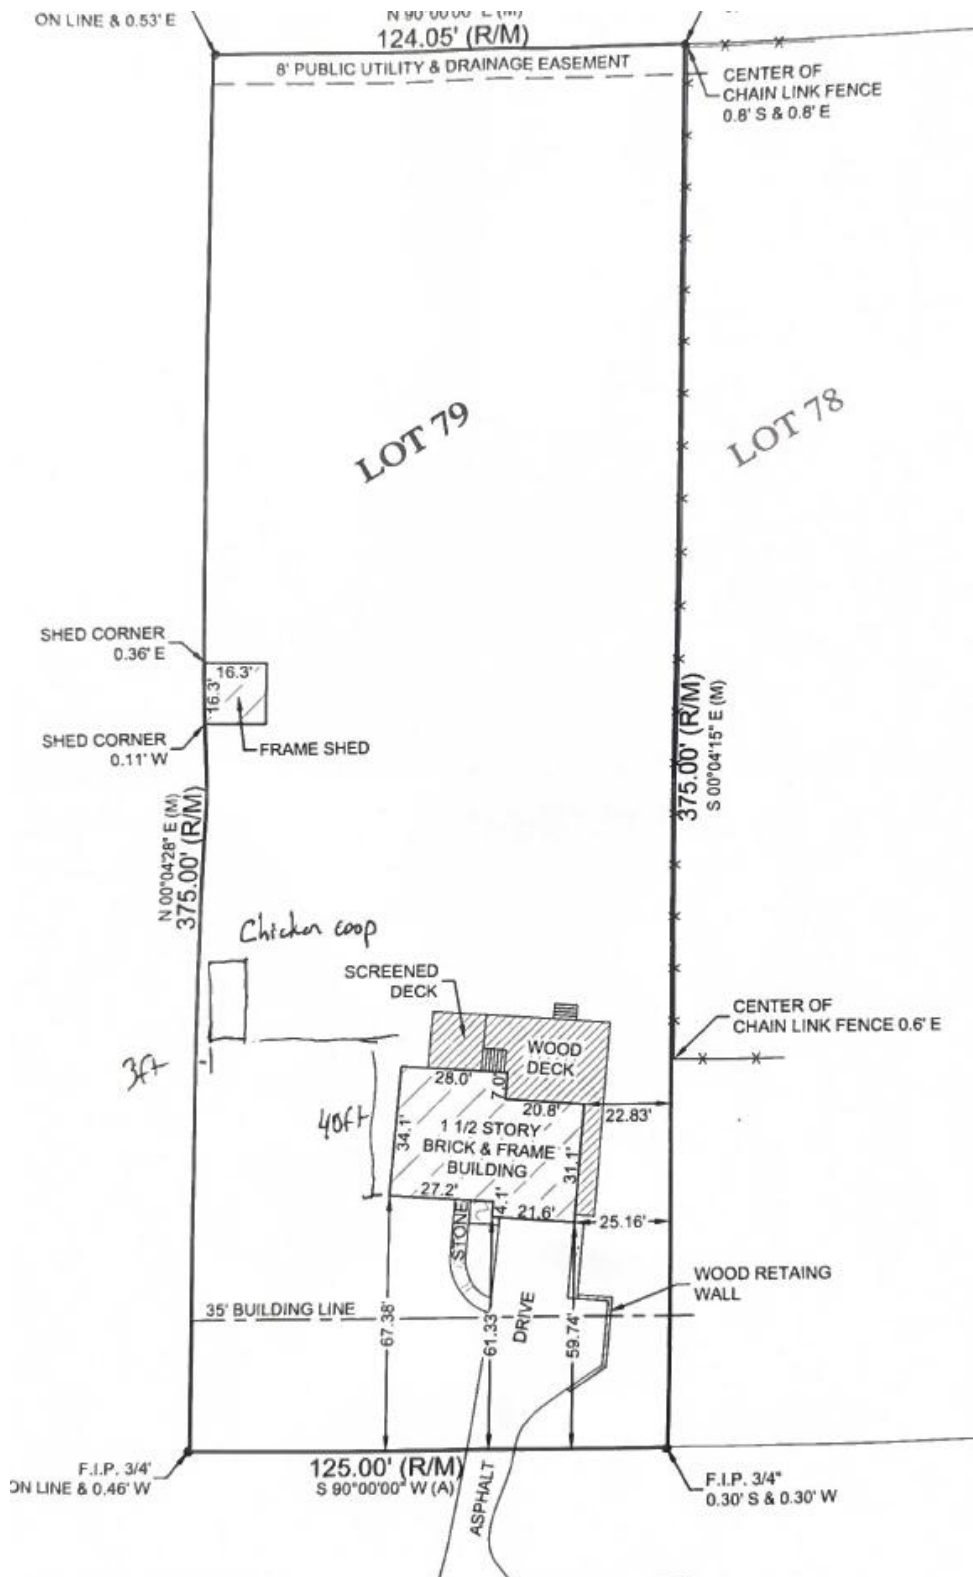 ON LINE & 0.53' E
N 90°00'00" E (M)
124.05' (R/M)
8' PUBLIC UTILITY & DRAINAGE EASEMENT
CENTER OF
CHAIN LINK FENCE
0.8' S & 0.8' E
LOT 79
LOT 78
SHED CORNER
0.36' E
16.3'
16.3'
SHED CORNER
0.11' W
FRAME SHED
375.00' (R/M)
S 00°04'15" E (M)
N 00°04'28" E (M)
375.00' (R/M)
Chicken coop
SCREENED
DECK
CENTER OF
CHAIN LINK FENCE 0.6' E
WOOD
DECK
3ft
28.0'
7.0'
20.8'
22.83'
40ft
34.1'
1 1/2 STORY
BRICK & FRAME
BUILDING
31.1'
27.2'
4.1'
21.6'
25.16'
STONE
WOOD RETAING
WALL
35' BUILDING LINE
67.38'
61.33'
DRIVE
59.74'
F.I.P. 3/4'
ON LINE & 0.46' W
125.00' (R/M)
S 90°00'00" W (A)
ASPHALT
F.I.P. 3/4"
0.30' S & 0.30' W